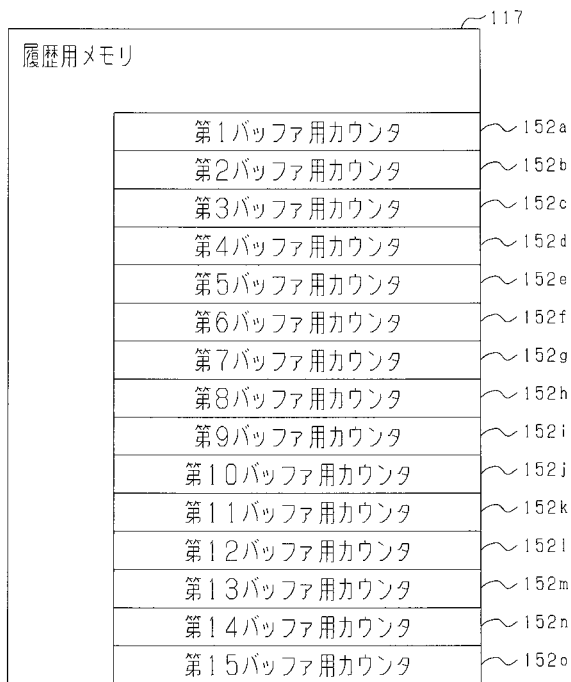 117
履歴用メモリ
第1バッファ用カウンタ 152a
第2バッファ用カウンタ 152b
第3バッファ用カウンタ 152c
第4バッファ用カウンタ 152d
第5バッファ用カウンタ 152e
第6バッファ用カウンタ 152f
第7バッファ用カウンタ 152g
第8バッファ用カウンタ 152h
第9バッファ用カウンタ 152i
第10バッファ用カウンタ 152j
第11バッファ用カウンタ 152k
第12バッファ用カウンタ 152l
第13バッファ用カウンタ 152m
第14バッファ用カウンタ 152n
第15バッファ用カウンタ 152o